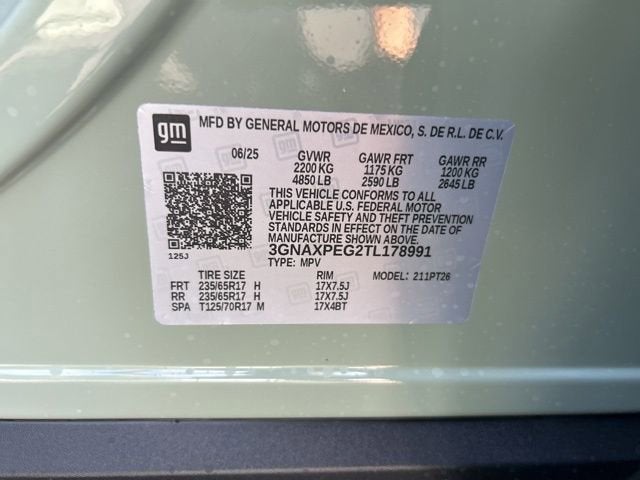 gm MFD BY GENERAL MOTORS DE MEXICO, S. DE R.L. DE C.V.
06/25 GVWR GAWR FRT GAWR RR
2200 KG 1175 KG 1200 KG
4850 LB 2590 LB 2645 LB
THIS VEHICLE CONFORMS TO ALL
APPLICABLE U.S. FEDERAL MOTOR
VEHICLE SAFETY AND THEFT PREVENTION
STANDARDS IN EFFECT ON THE DATE OF
MANUFACTURE SHOWN ABOVE.
125J 3GNAXPEG2TL178991
TYPE: MPV MODEL: 211PT26
TIRE SIZE RIM
FRT 235/65R17 H 17X7.5J
RR 235/65R17 H 17X7.5J
SPA T125/70R17 M 17X4BT